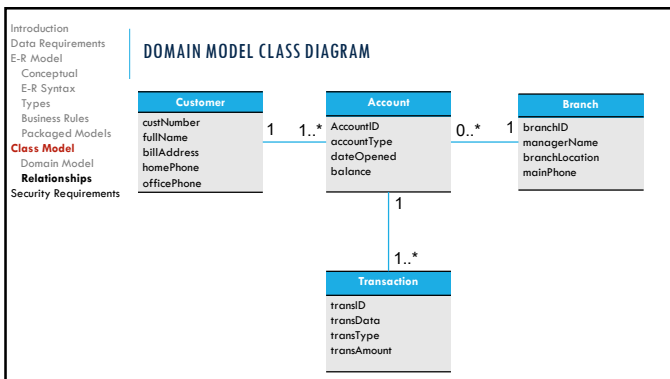 Introduction
Data Requirements
E-R Model
Conceptual
E-R Syntax
Types
Business Rules
Packaged Models
Class Model
Domain Model
Relationships
Security Requirements
DOMAIN MODEL CLASS DIAGRAM
Customer
custNumber
fullName
billAddress
homePhone
officePhone
1
1..*
Account
AccountID
accountType
dateOpened
balance
0..*
1
Branch
branchID
managerName
branchLocation
mainPhone
1
1..*
Transaction
transID
transData
transType
transAmount